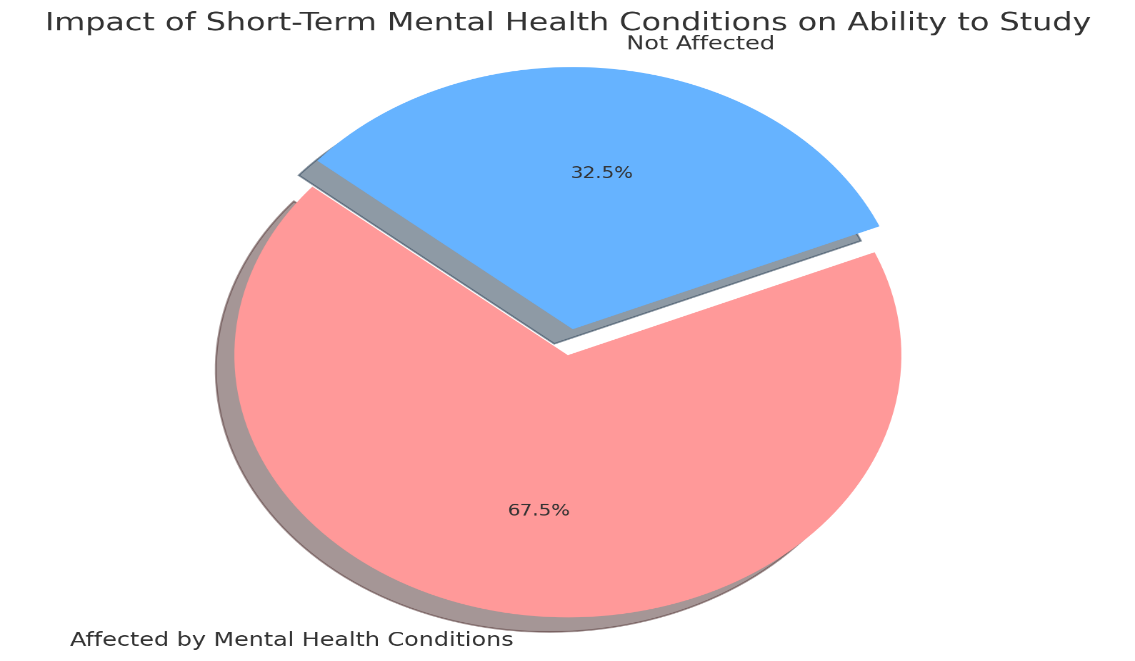 Impact of Short-Term Mental Health Conditions on Ability to Study
Not Affected
32.5%
67.5%
Affected by Mental Health Conditions